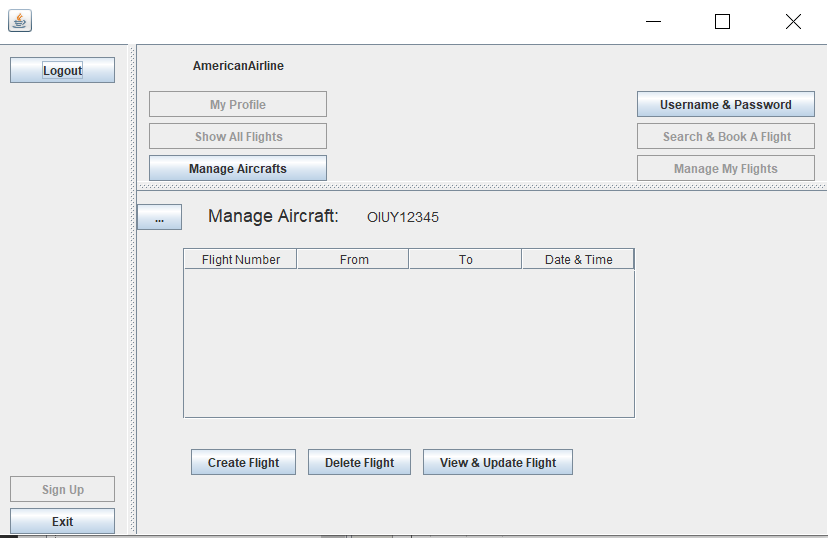 Logout
AmericanAirline
My Profile
Username & Password
Show All Flights
Search & Book A Flight
Manage Aircrafts
Manage My Flights
...
Manage Aircraft: OIUY12345
Flight Number From To Date & Time
Create Flight Delete Flight View & Update Flight
Sign Up
Exit